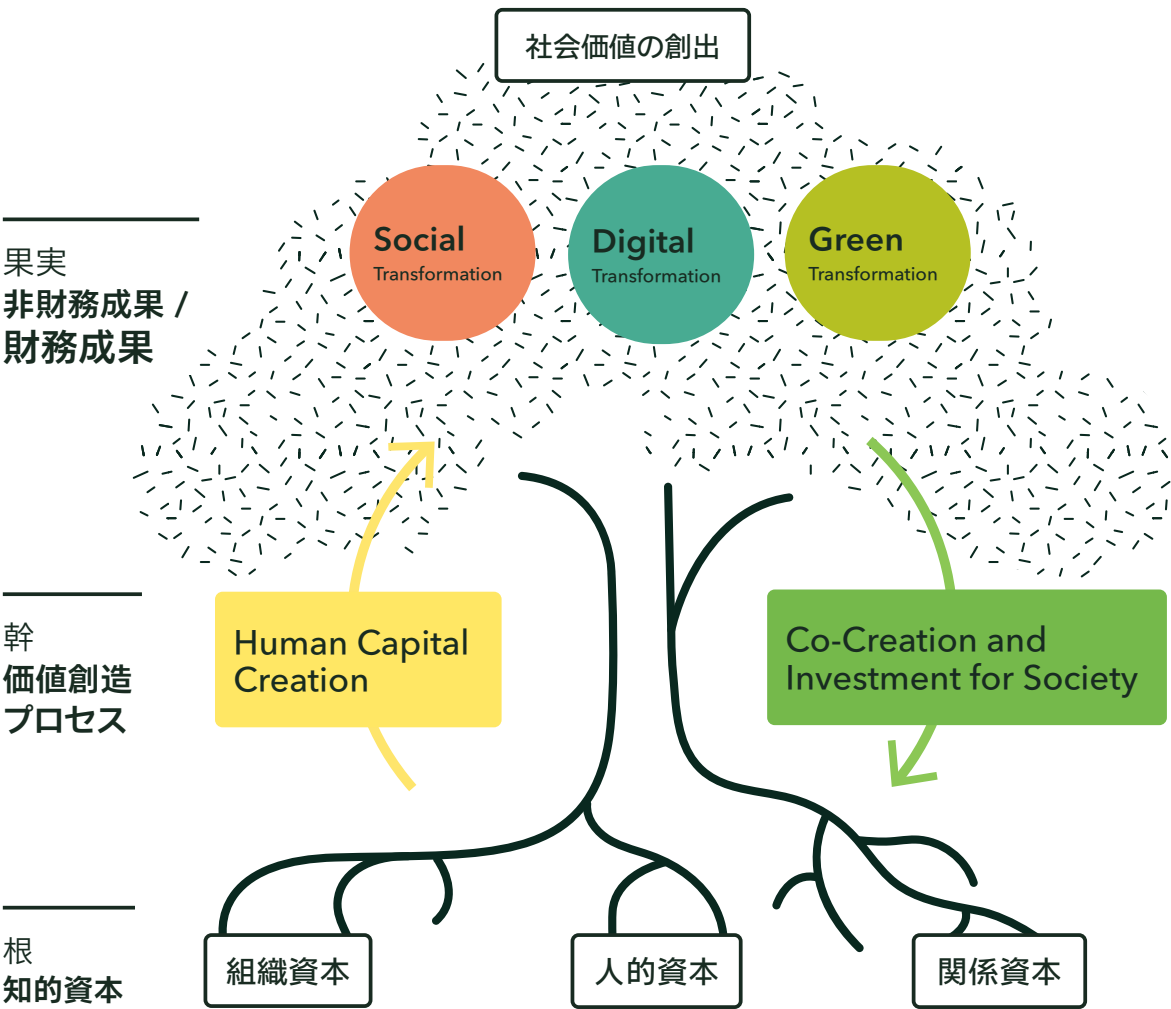 社会価値の創出
Social
Transformation
Digital
Transformation
Green
Transformation
果実
非財務成果 /
財務成果
幹
価値創造
プロセス
Human Capital
Creation
Co-Creation and
Investment for Society
根
知的資本
組織資本
人的資本
関係資本